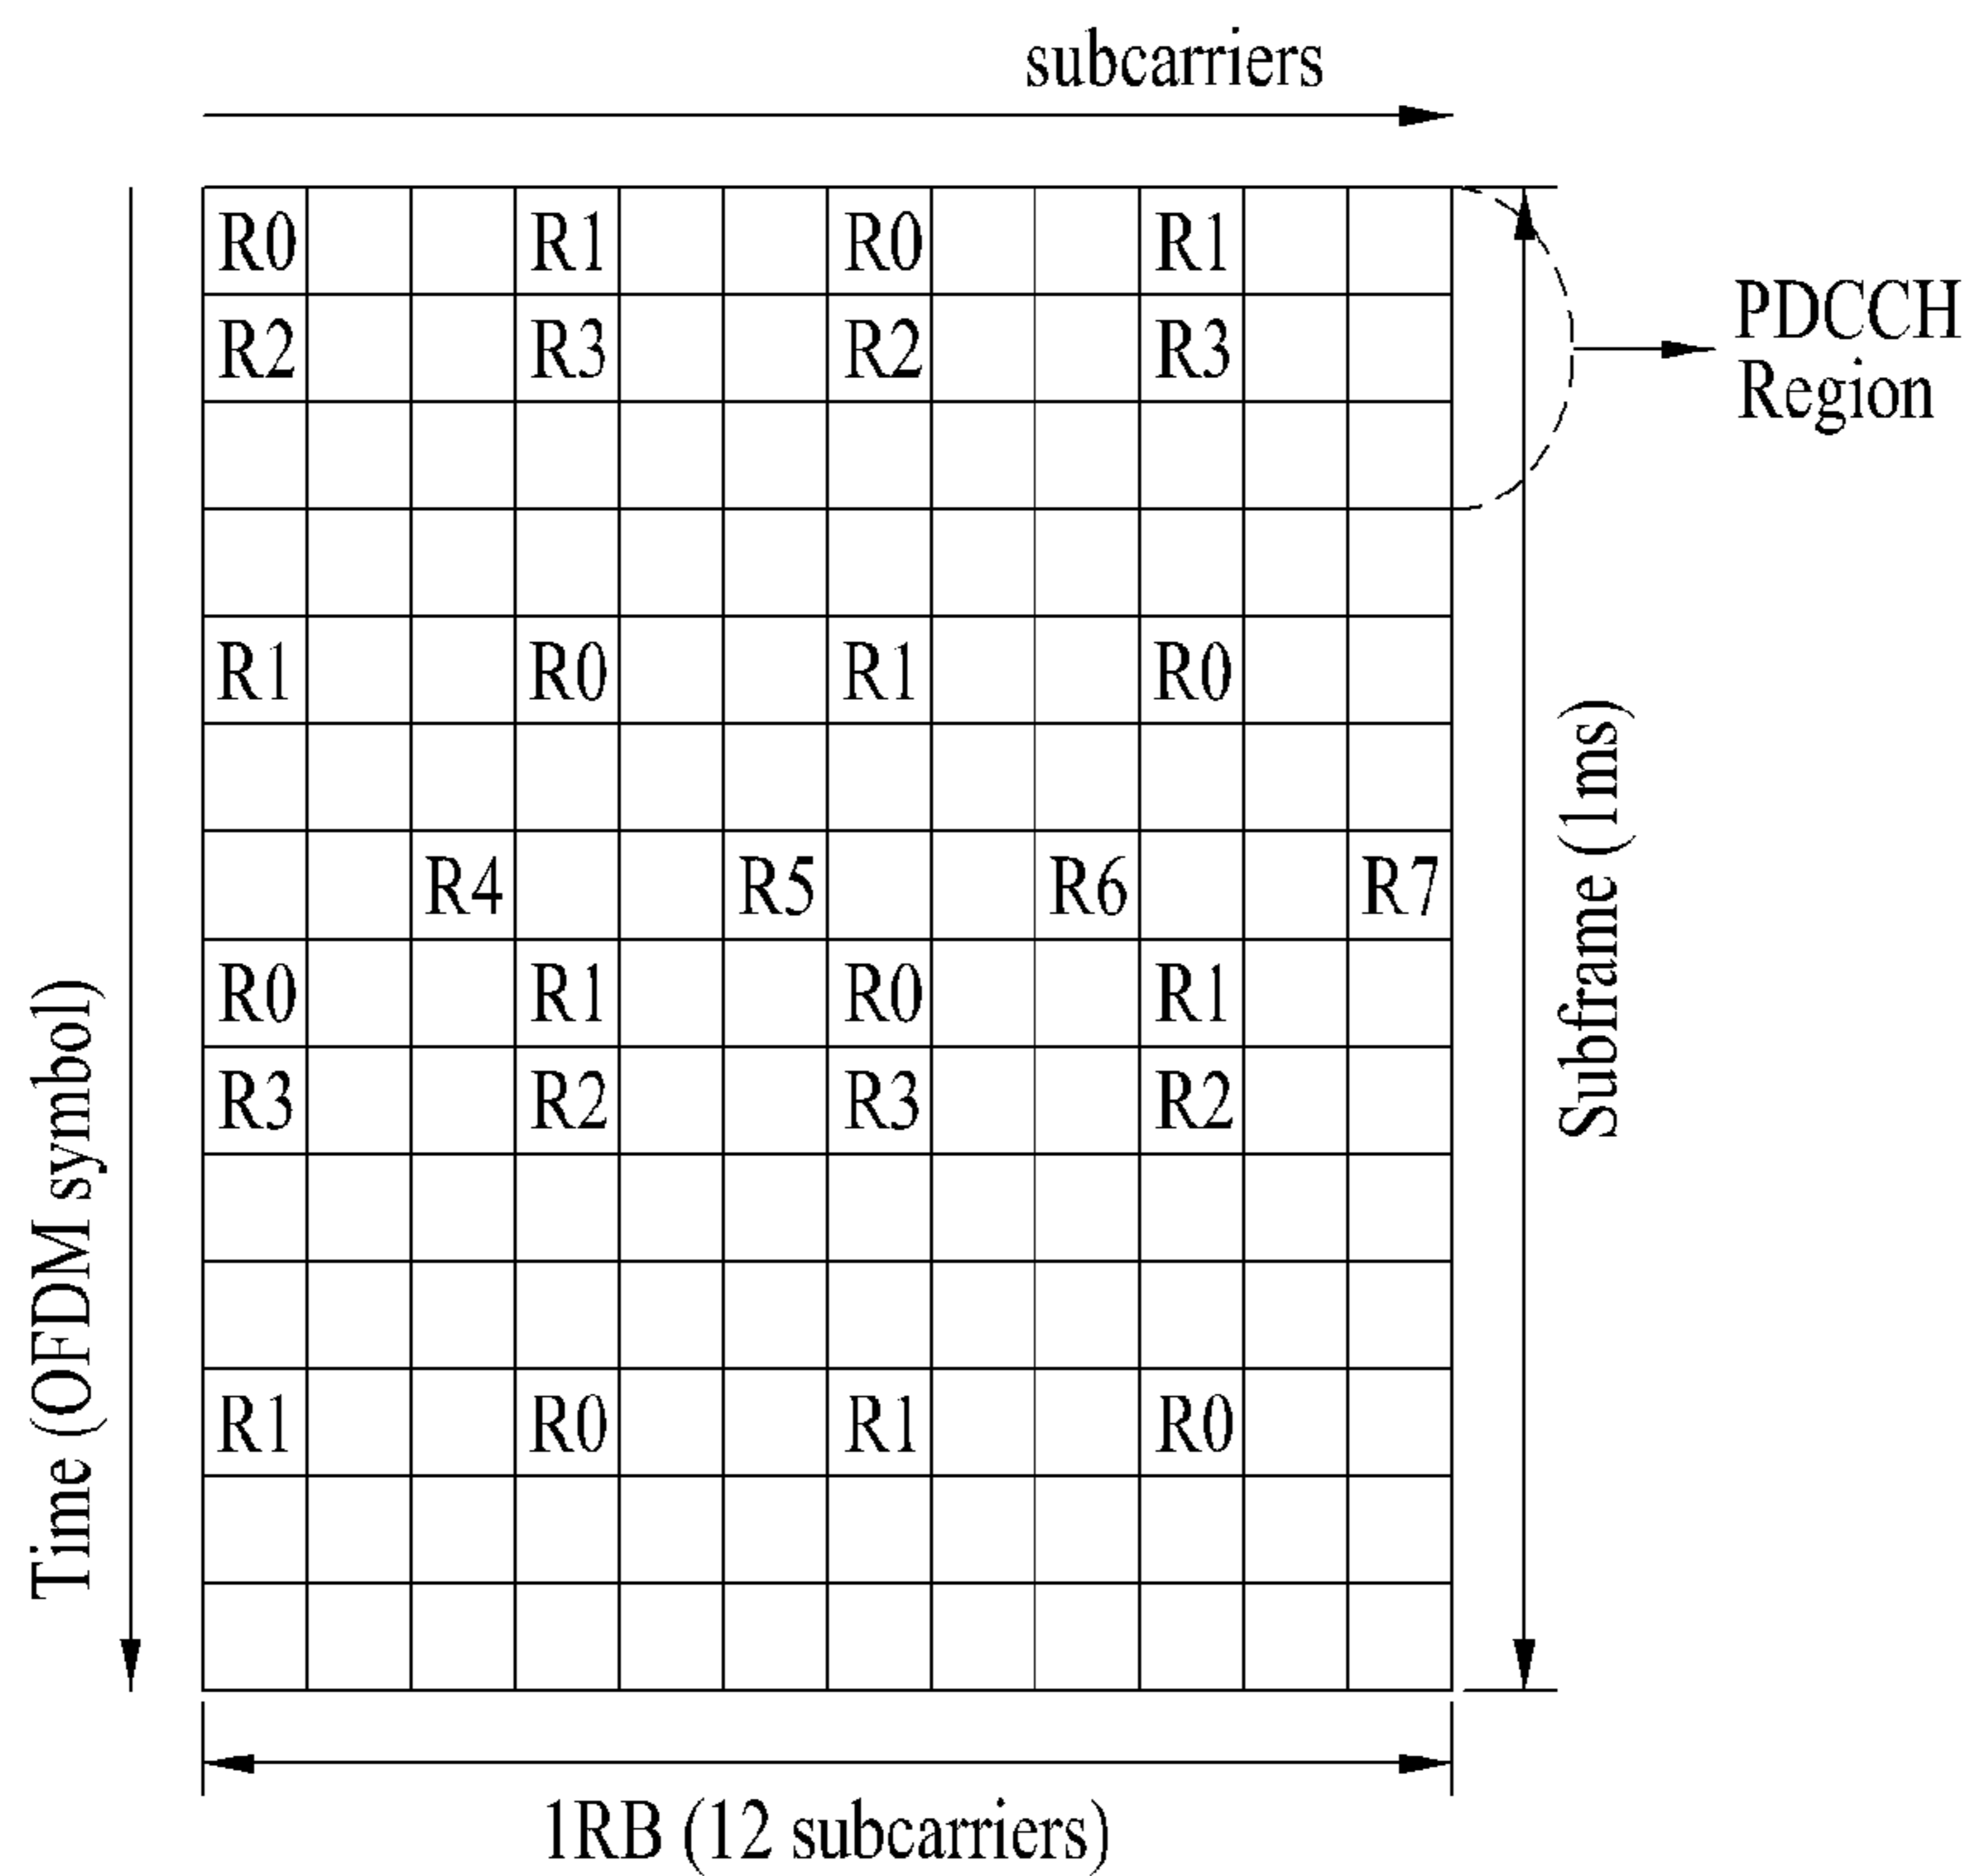 subcarriers
R0 R1 R0 R1
R2 R3 R2 R3
PDCCH
Region
R1 R0 R1 R0
R4 R5 R6 R7
R0 R1 R0 R1
R3 R2 R3 R2
R1 R0 R1 R0
Time (OFDM symbol)
Subframe (1ms)
1RB (12 subcarriers)